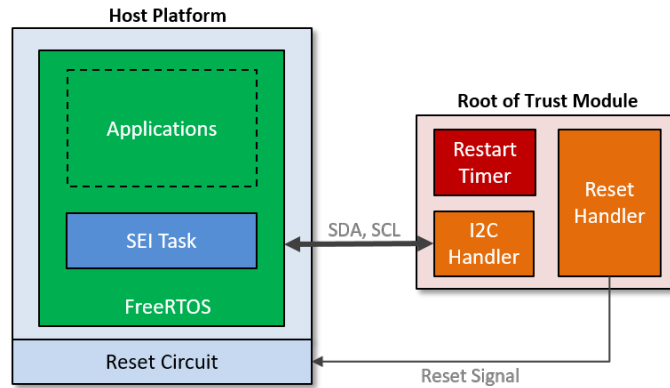 Host Platform
Applications
SEI Task
FreeRTOS
Reset Circuit
SDA, SCL
Root of Trust Module
Restart
Timer
I2C
Handler
Reset
Handler
Reset Signal